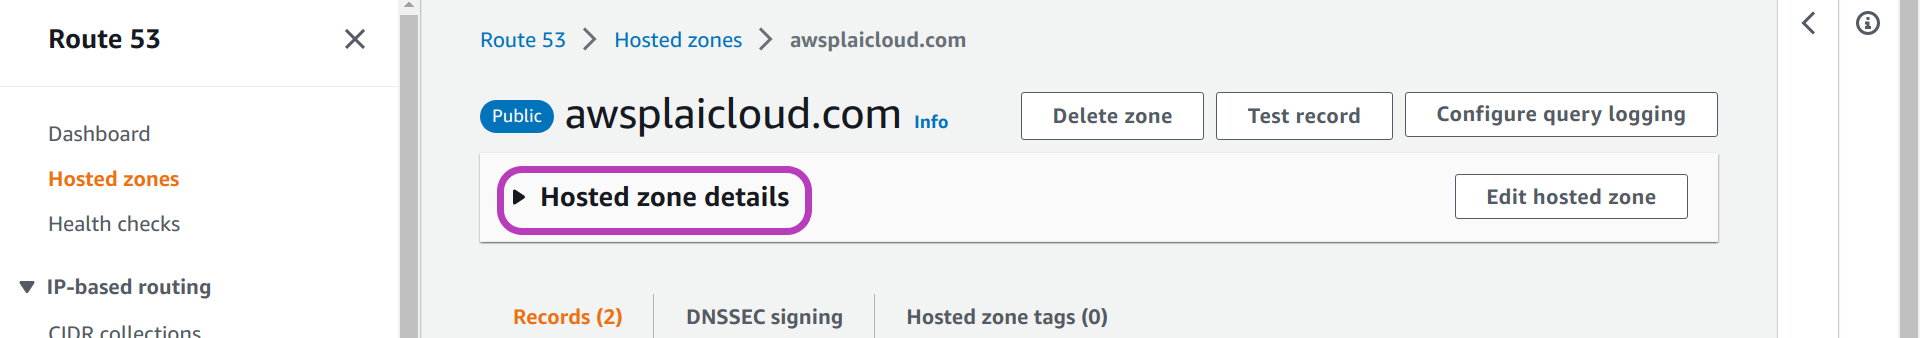 Route 53
Dashboard
Hosted zones
Health checks
IP-based routing
CIDR collections
Route 53 > Hosted zones > awsplaicloud.com
Public awsplaicloud.com Info
Delete zone
Test record
Configure query logging
Hosted zone details
Edit hosted zone
Records (2)
DNSSEC signing
Hosted zone tags (0)